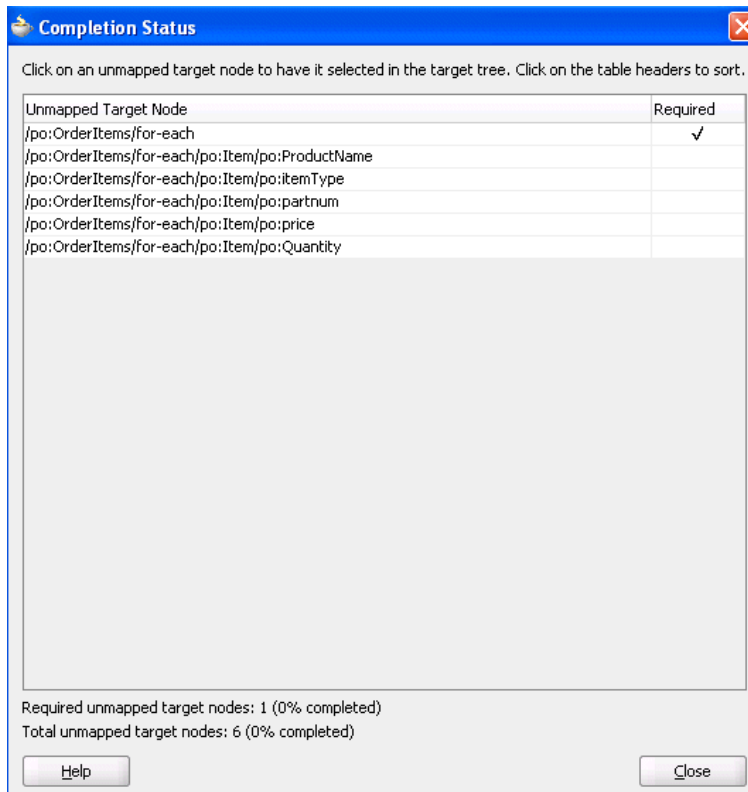 Completion Status
Click on an unmapped target node to have it selected in the target tree. Click on the table headers to sort.
Unmapped Target Node Required
/po:OrderItems/for-each ✓
/po:OrderItems/for-each/po:Item/po:ProductName
/po:OrderItems/for-each/po:Item/po:itemType
/po:OrderItems/for-each/po:Item/po:partnum
/po:OrderItems/for-each/po:Item/po:price
/po:OrderItems/for-each/po:Item/po:Quantity
Required unmapped target nodes: 1 (0% completed)
Total unmapped target nodes: 6 (0% completed)
Help Close